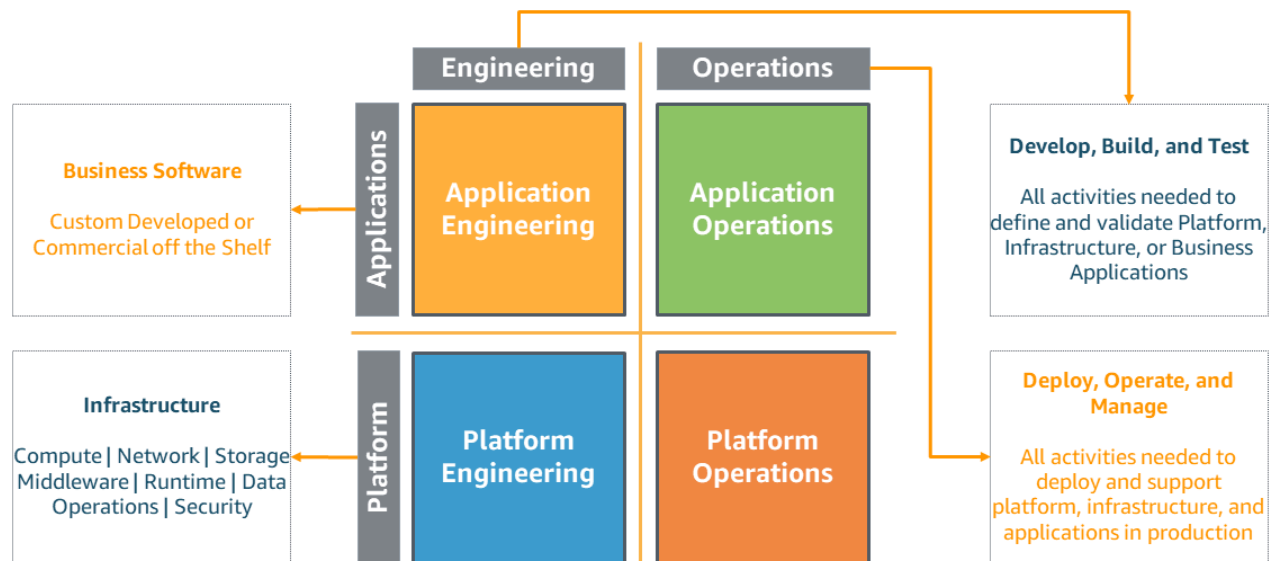 Engineering
Operations
Applications
Business Software
Custom Developed or
Commercial off the Shelf
Application
Engineering
Application
Operations
Develop, Build, and Test
All activities needed to
define and validate Platform,
Infrastructure, or Business
Applications
Platform
Infrastructure
Compute | Network | Storage
Middleware | Runtime | Data
Operations | Security
Platform
Engineering
Platform
Operations
Deploy, Operate, and
Manage
All activities needed to
deploy and support
platform, infrastructure, and
applications in production